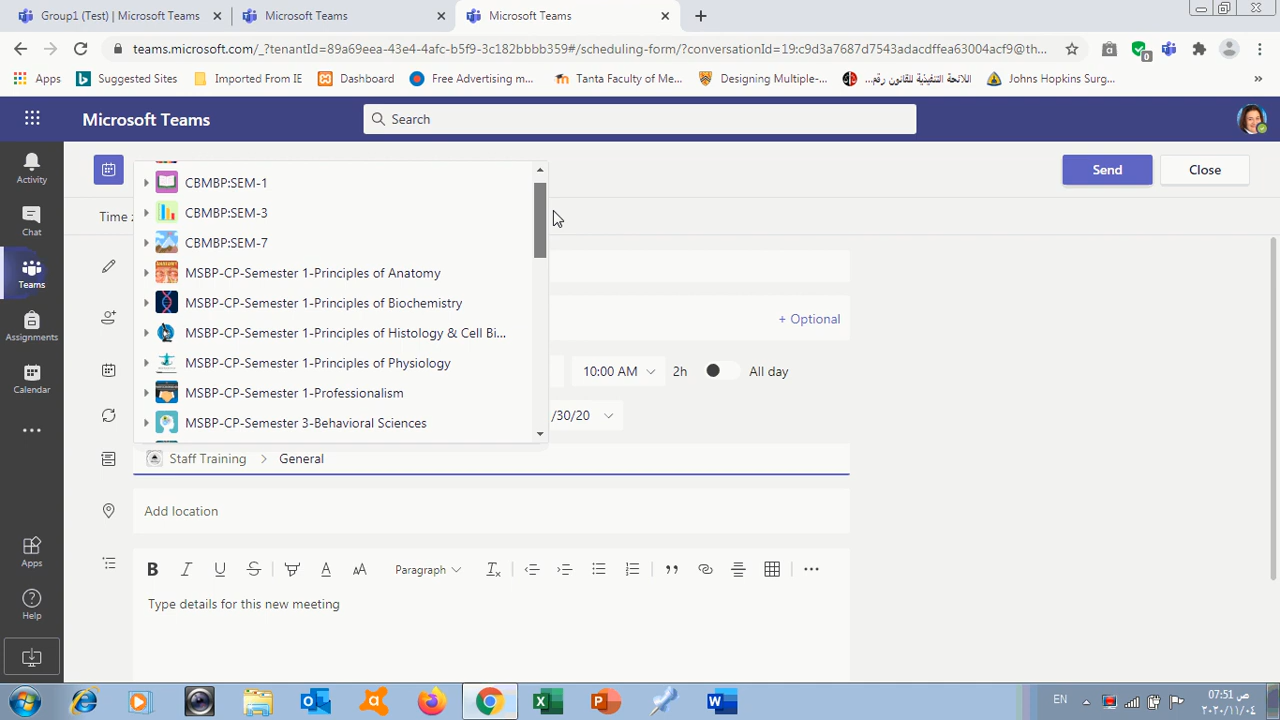 Group1 (Test) | Microsoft Teams
Microsoft Teams
Microsoft Teams
teams.microsoft.com/_?tenantId=89a69eea-43e4-4afc-b5f9-3c182bbbb359#/scheduling-form/?conversationId=19:c9d3a7687d7543adacdffea63004acf9@th...
0
Apps
Suggested Sites
Imported From IE
Dashboard
Free Advertising m...
Tanta Faculty of Me...
Designing Multiple-...
اللائحة التنفيذية للقانون رقم...
Johns Hopkins Surg...
»
Microsoft Teams
Search
Activity
Chat
Teams
Assignments
Calendar
Apps
Help
Send
Close
Time z
CBMBP:SEM-1
CBMBP:SEM-3
CBMBP:SEM-7
MSBP-CP-Semester 1-Principles of Anatomy
MSBP-CP-Semester 1-Principles of Biochemistry
MSBP-CP-Semester 1-Principles of Histology & Cell Bi...
MSBP-CP-Semester 1-Principles of Physiology
MSBP-CP-Semester 1-Professionalism
MSBP-CP-Semester 3-Behavioral Sciences
+ Optional
10:00 AM
2h
All day
/30/20
Staff Training > General
Add location
B I U S A AA Paragraph
Type details for this new meeting
EN
07:51 ص
٢٠٢٠/١١/٠٤